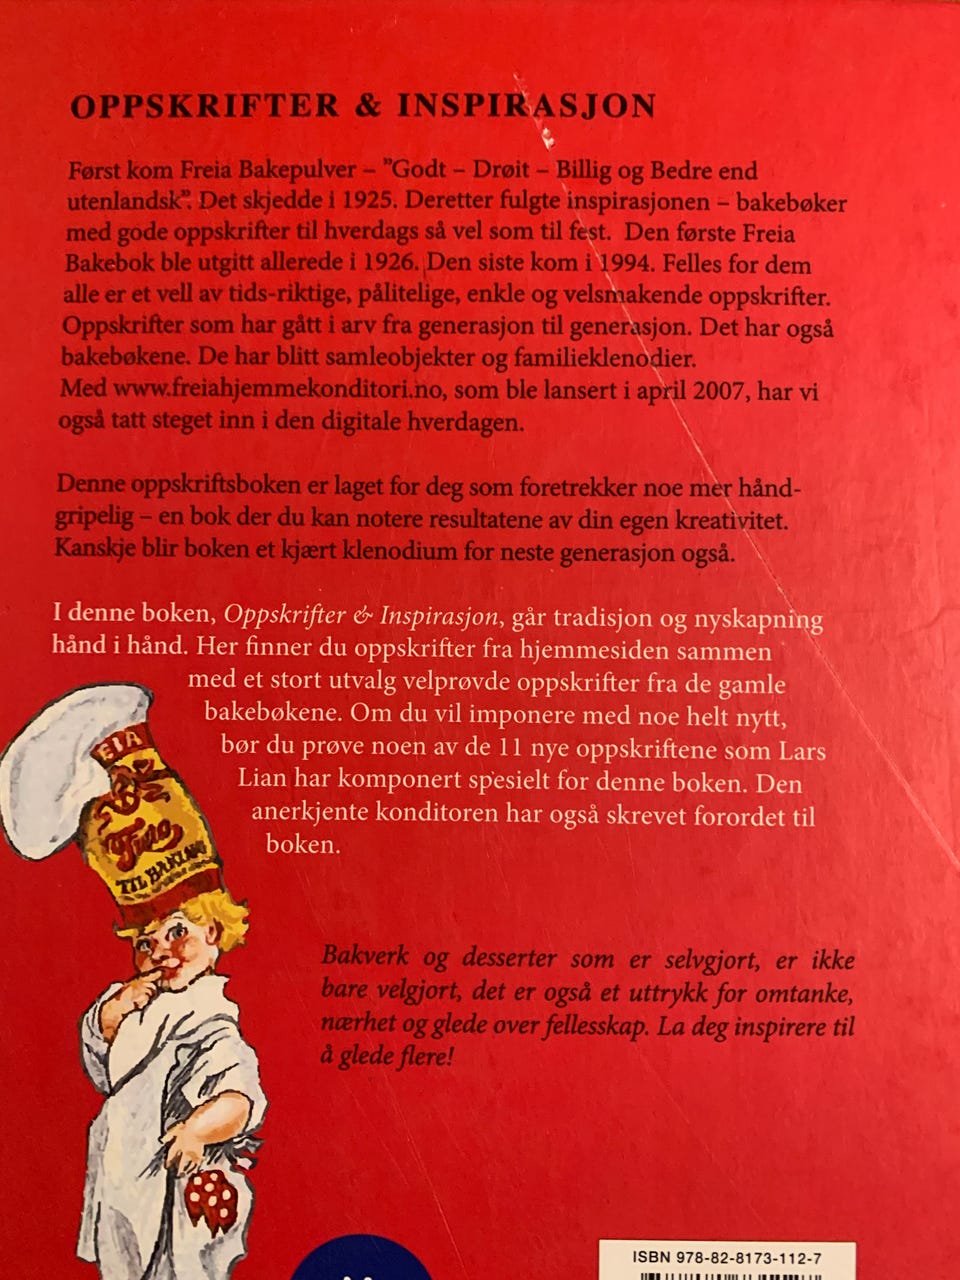 OPPSKRIFTER & INSPIRASJON
Først kom Freia Bakepulver – ”Godt – Drøit – Billig og Bedre end
utenlandsk”. Det skjedde i 1925. Deretter fulgte inspirasjonen – bakebøker
med gode oppskrifter til hverdags så vel som til fest. Den første Freia
Bakebok ble utgitt allerede i 1926. Den siste kom i 1994. Felles for dem
alle er et vell av tids-riktige, pålitelige, enkle og velsmakende oppskrifter.
Oppskrifter som har gått i arv fra generasjon til generasjon. Det har også
bakebøkene. De har blitt samleobjekter og familieklenodier.
Med www.freiahjemmekonditori.no, som ble lansert i april 2007, har vi
også tatt steget inn i den digitale hverdagen.
Denne oppskriftsboken er laget for deg som foretrekker noe mer hånd-
gripelig – en bok der du kan notere resultatene av din egen kreativitet.
Kanskje blir boken et kjært klenodium for neste generasjon også.
I denne boken, Oppskrifter & Inspirasjon, går tradisjon og nyskapning
hånd i hånd. Her finner du oppskrifter fra hjemmesiden sammen
med et stort utvalg velprøvde oppskrifter fra de gamle
bakebøkene. Om du vil imponere med noe helt nytt,
bør du prøve noen av de 11 nye oppskriftene som Lars
Lian har komponert spesielt for denne boken. Den
anerkjente konditoren har også skrevet forordet til
boken.
EIA
TIL BAKING
Bakverk og desserter som er selvgjort, er ikke
bare velgjort, det er også et uttrykk for omtanke,
nærhet og glede over fellesskap. La deg inspirere til
å glede flere!
ISBN 978-82-8173-112-7